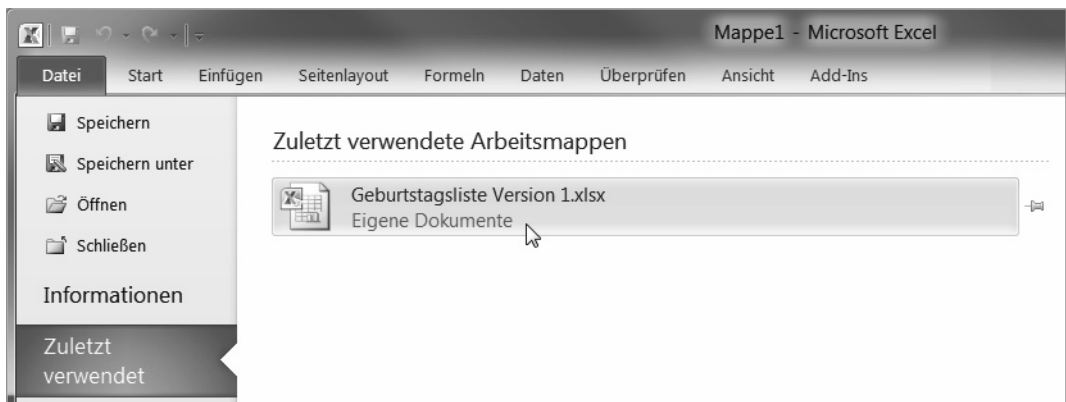 Mappe1 - Microsoft Excel
Datei Start Einfügen Seitenlayout Formeln Daten Überprüfen Ansicht Add-Ins
Speichern
Speichern unter
Öffnen
Schließen
Informationen
Zuletzt
verwendet
Zuletzt verwendete Arbeitsmappen
Geburtstagsliste Version 1.xlsx
Eigene Dokumente